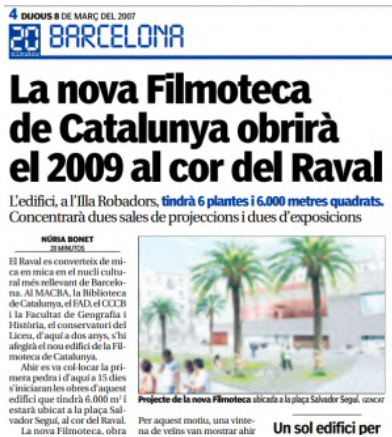 4 DIJOUS 8 DE MARÇ DEL 2007
20 minutos
BARCELONA
La nova Filmoteca
de Catalunya obrirà
el 2009 al cor del Raval
L'edifici, a l'Illa Robadors, tindrà 6 plantes i 6.000 metres quadrats.
Concentrarà dues sales de projeccions i dues d'exposicions
NÚRIA BONET
20 MINUTOS
El Raval es converteix de mi-
ca en mica en el nucli cultu-
ral més rellevant de Barcelo-
na. Al MACBA, la Biblioteca
de Catalunya, el FAD, el CCCB
i la Facultat de Geografia i
Història, el conservatori del
Liceu, d'aquí a dos anys, s'hi
afegirà el nou edifici de la Fil-
moteca de Catalunya.
Ahir es va col·locar la pri-
mera pedra i d'aquí a 15 dies
s'iniciaran les obres d'aquest
edifici que tindrà 6.000 m² i
estarà ubicat a la plaça Sal-
vador Seguí, al cor del Raval.
La nova Filmoteca, obra
Projecte de la nova Filmoteca ubicada a la plaça Salvador Seguí. GENCAT
Per aquest motiu, una vinte-
na de veïns van mostrar ahir
Un sol edifici per